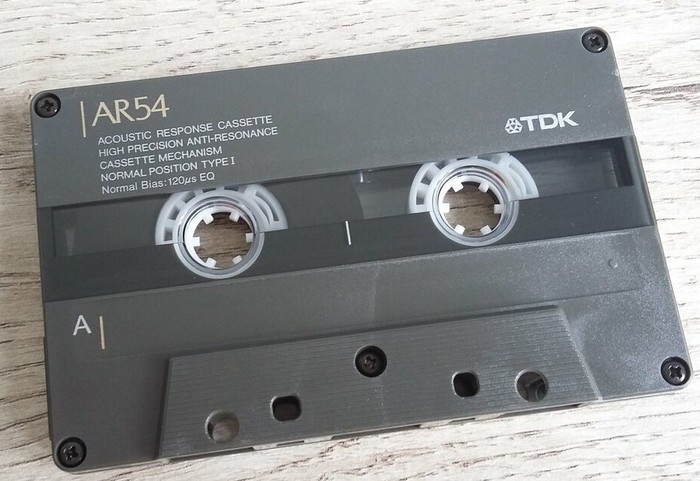 AR54
ACOUSTIC RESPONSE CASSETTE
HIGH PRECISION ANTI-RESONANCE
CASSETTE MECHANISM
NORMAL POSITION TYPE I
Normal Bias:120µs EQ
TDK
A